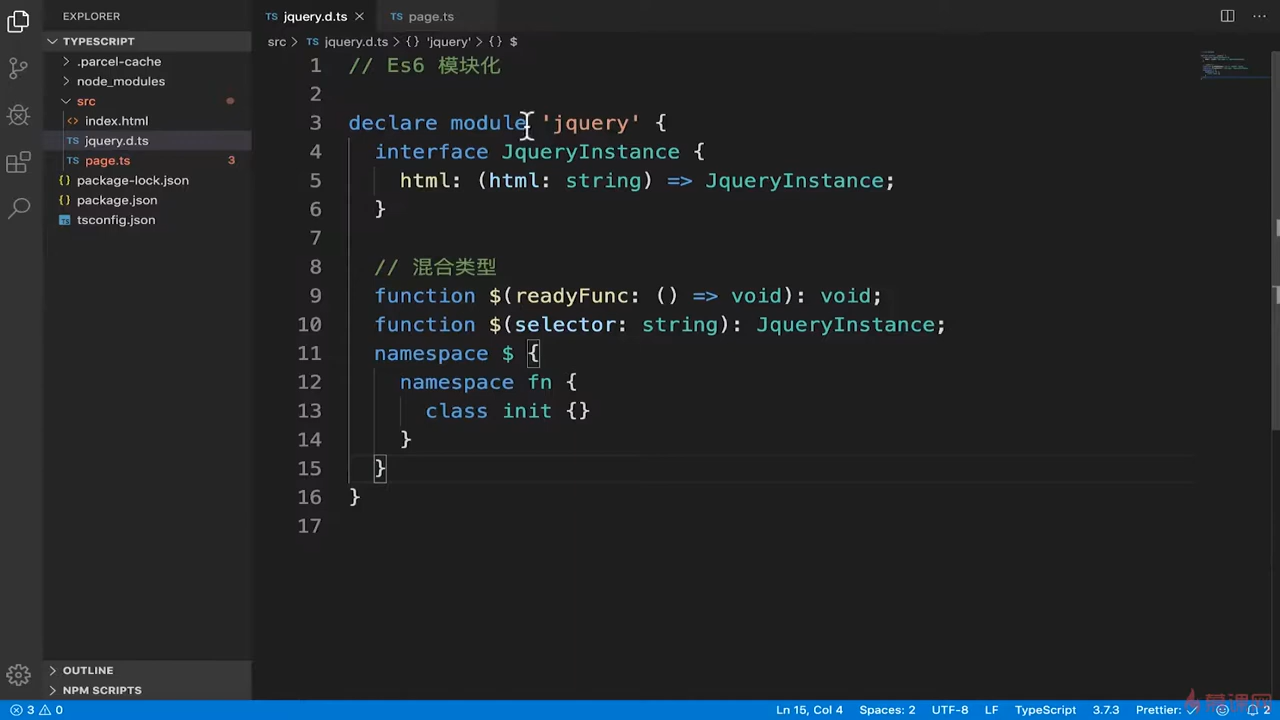 EXPLORER
jquery.d.ts
page.ts
TYPESCRIPT
src > jquery.d.ts > {} 'jquery' > {} $
.parcel-cache
node_modules
src
index.html
jquery.d.ts
page.ts 3
package-lock.json
package.json
tsconfig.json
1 // Es6 模块化
2
3 declare module 'jquery' {
4 interface JqueryInstance {
5 html: (html: string) => JqueryInstance;
6 }
7
8 // 混合类型
9 function $(readyFunc: () => void): void;
10 function $(selector: string): JqueryInstance;
11 namespace $ {
12 namespace fn {
13 class init {}
14 }
15 }
16 }
17
OUTLINE
NPM SCRIPTS
3 0 Ln 15, Col 4 Spaces: 2 UTF-8 LF TypeScript 3.7.3 Prettier: ✓ 2
慕课网